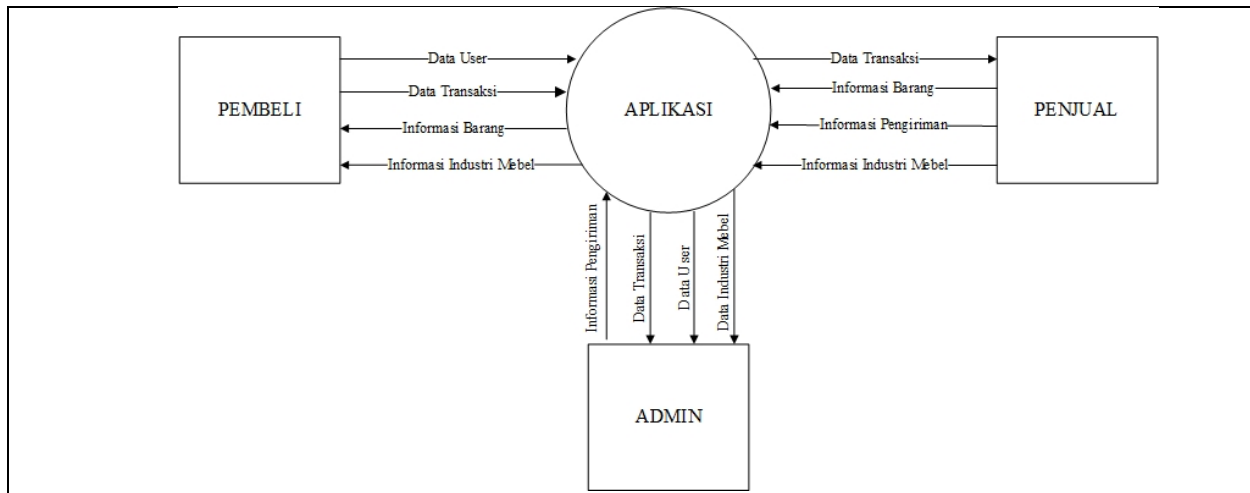 PEMBELI
Data User
Data Transaksi
Informasi Barang
Informasi Industri Mebel
APLIKASI
Data Transaksi
Informasi Barang
Informasi Pengiriman
Informasi Industri Mebel
PENJUAL
Informasi Pengiriman
Data Transaksi
Data User
Data Industri Mebel
ADMIN